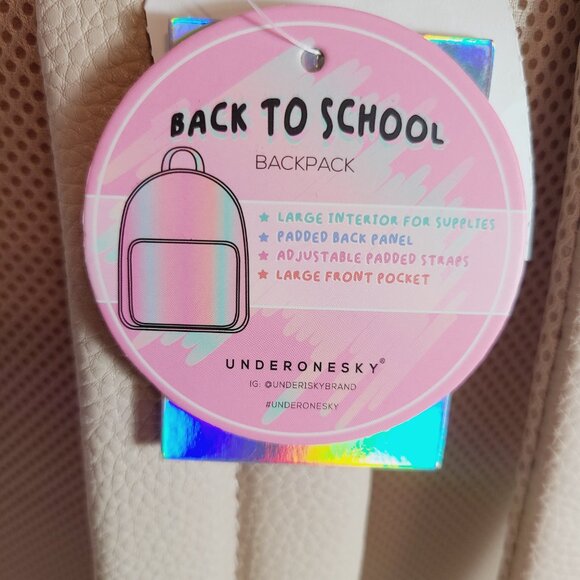 BACK TO SCHOOL
BACKPACK
★ LARGE INTERIOR FOR SUPPLIES
★ PADDED BACK PANEL
★ ADJUSTABLE PADDED STRAPS
★ LARGE FRONT POCKET
UNDERONESKY®
IG: @UNDER1SKYBRAND
#UNDERONESKY